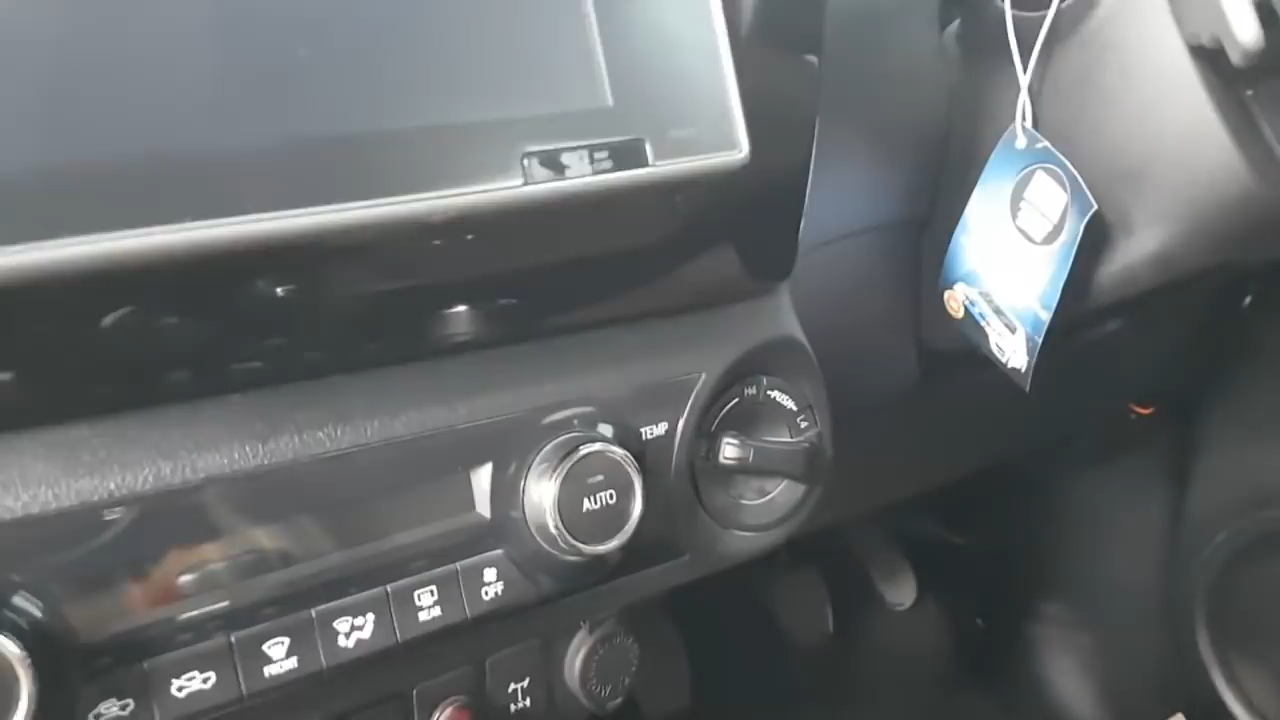 H4
-PUSH-
L4
TEMP
AUTO
OFF
REAR
FRONT